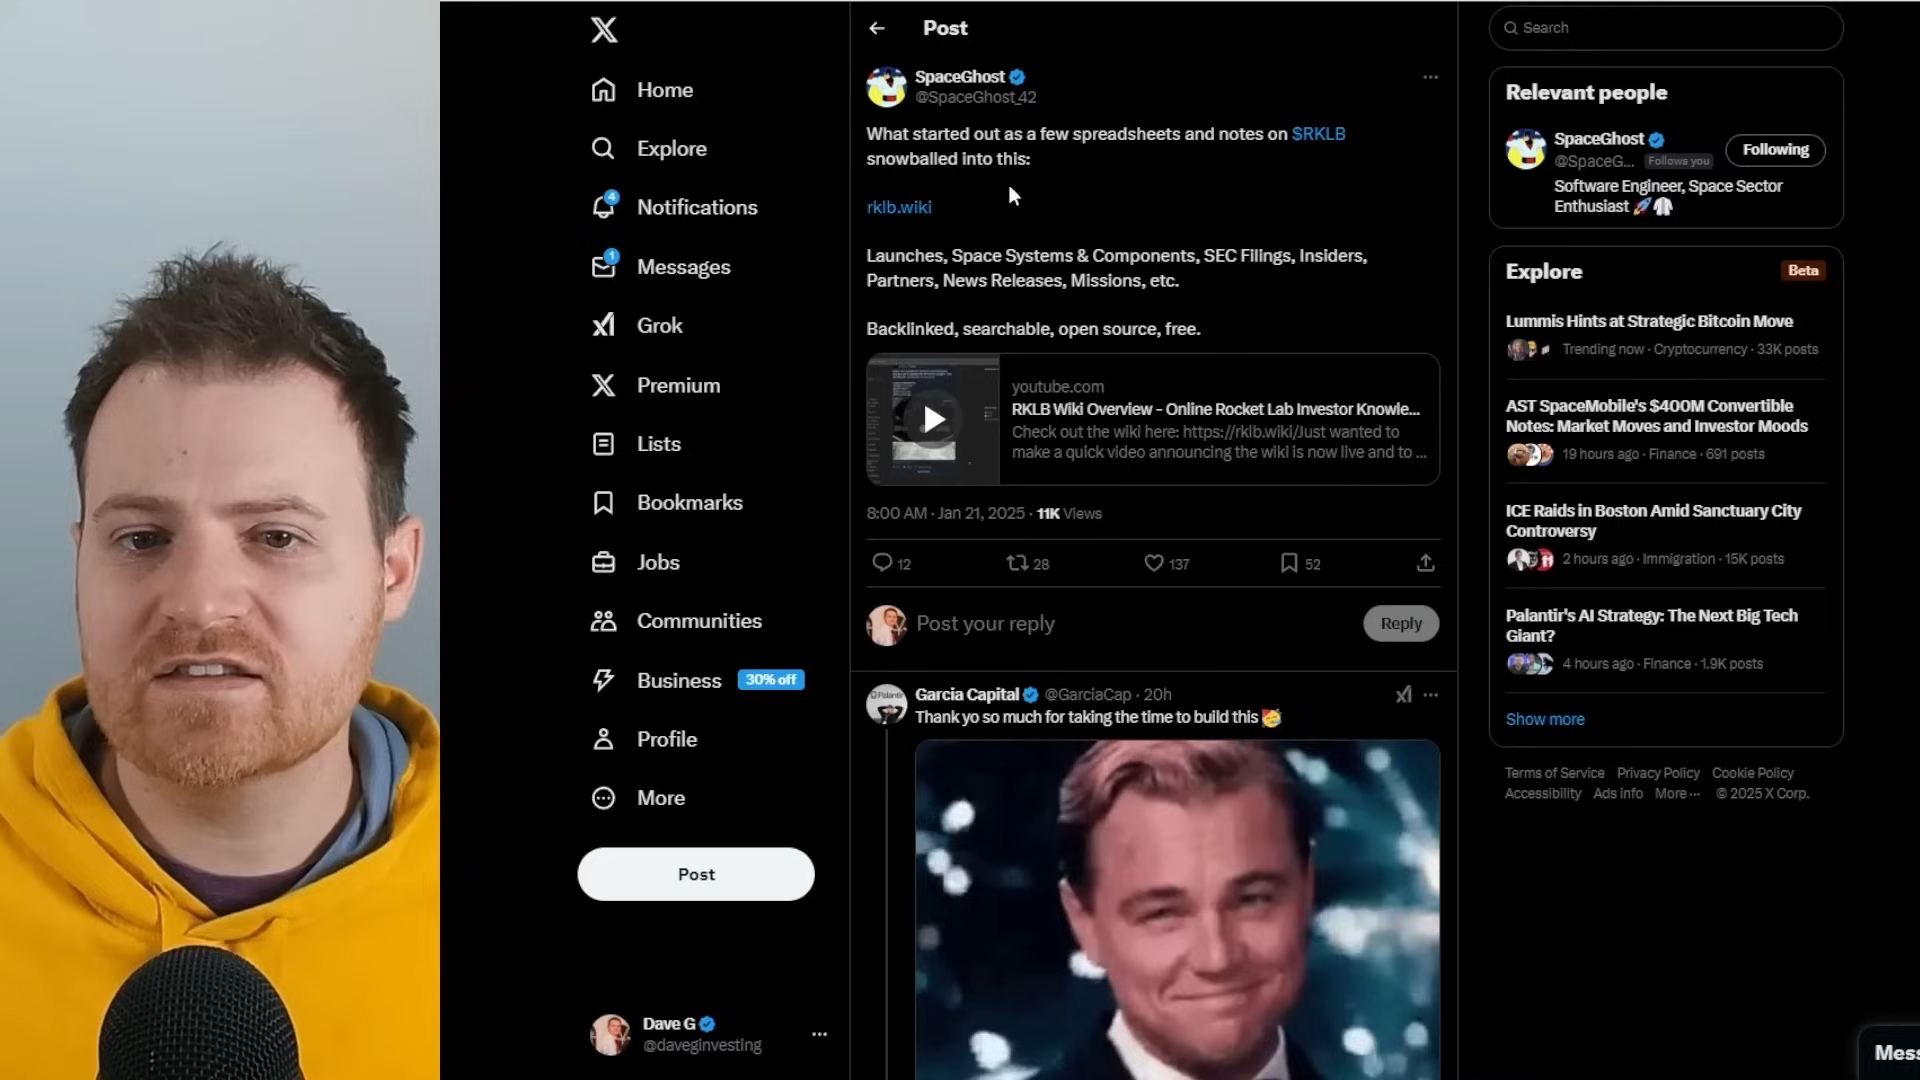 Home
Explore
4
Notifications
1
Messages
Grok
Premium
Lists
Bookmarks
Jobs
Communities
Business 30% off
Profile
More
Post
Dave G
@daveginvesting
Post
SpaceGhost
@SpaceGhost_42
What started out as a few spreadsheets and notes on $RKLB
snowballed into this:
rklb.wiki
Launches, Space Systems & Components, SEC Filings, Insiders,
Partners, News Releases, Missions, etc.
Backlinked, searchable, open source, free.
youtube.com
RKLB Wiki Overview - Online Rocket Lab Investor Knowle...
Check out the wiki here: https://rklb.wiki/Just wanted to
make a quick video announcing the wiki is now live and to ...
8:00 AM · Jan 21, 2025 · 11K Views
12 28 137 52
Post your reply
Reply
Garcia Capital @GarciaCap · 20h
Thank yo so much for taking the time to build this
Search
Relevant people
SpaceGhost
@SpaceG... Follows you
Following
Software Engineer, Space Sector
Enthusiast
Explore
Beta
Lummis Hints at Strategic Bitcoin Move
Trending now · Cryptocurrency · 33K posts
AST SpaceMobile's $400M Convertible
Notes: Market Moves and Investor Moods
19 hours ago · Finance · 691 posts
ICE Raids in Boston Amid Sanctuary City
Controversy
2 hours ago · Immigration · 15K posts
Palantir's AI Strategy: The Next Big Tech
Giant?
4 hours ago · Finance · 1.9K posts
Show more
Terms of Service Privacy Policy Cookie Policy
Accessibility Ads info More ··· © 2025 X Corp.